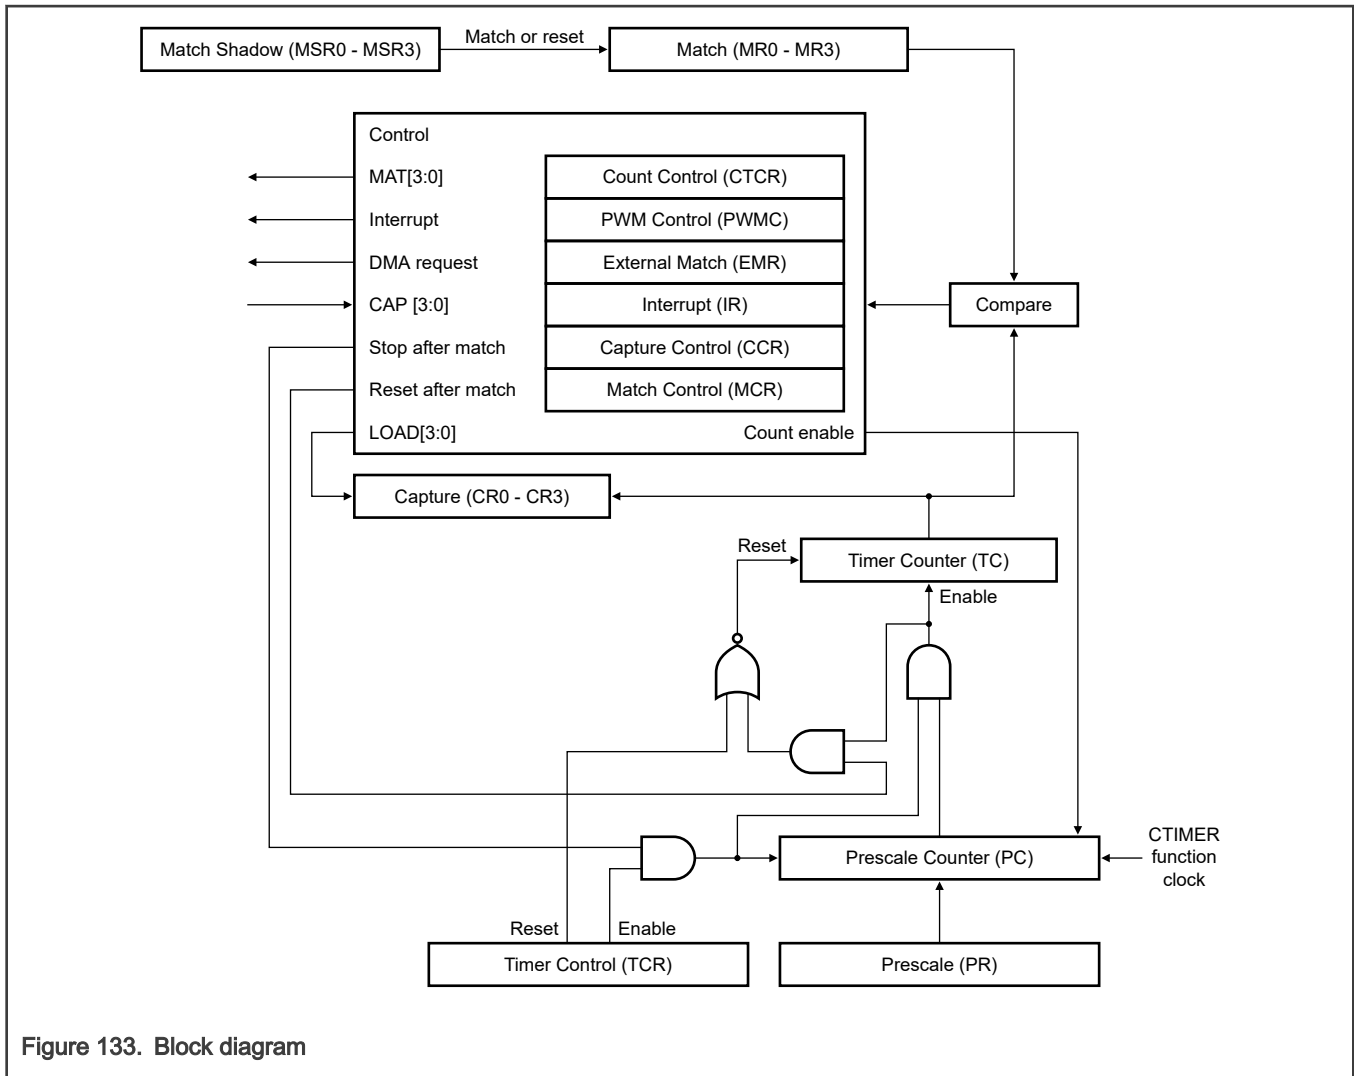 Match Shadow (MSR0 - MSR3)
Match or reset
Match (MR0 - MR3)
Control
MAT[3:0]
Count Control (CTCR)
Interrupt
PWM Control (PWMC)
DMA request
External Match (EMR)
CAP [3:0]
Interrupt (IR)
Compare
Stop after match
Capture Control (CCR)
Reset after match
Match Control (MCR)
LOAD[3:0]
Count enable
Capture (CR0 - CR3)
Reset
Timer Counter (TC)
Enable
CTIMER
function
clock
Prescale Counter (PC)
Reset
Enable
Timer Control (TCR)
Prescale (PR)
Figure 133. Block diagram